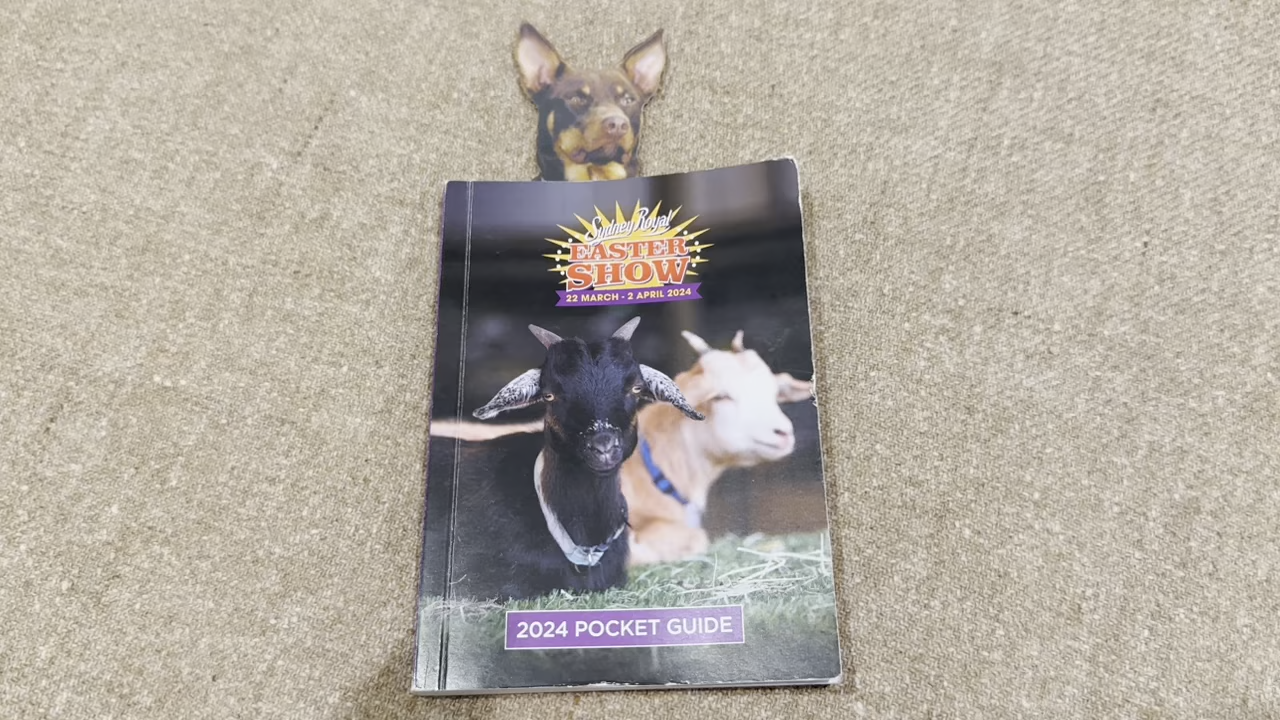 Sydney Royal
EASTER
SHOW
22 MARCH - 2 APRIL 2024
2024 POCKET GUIDE